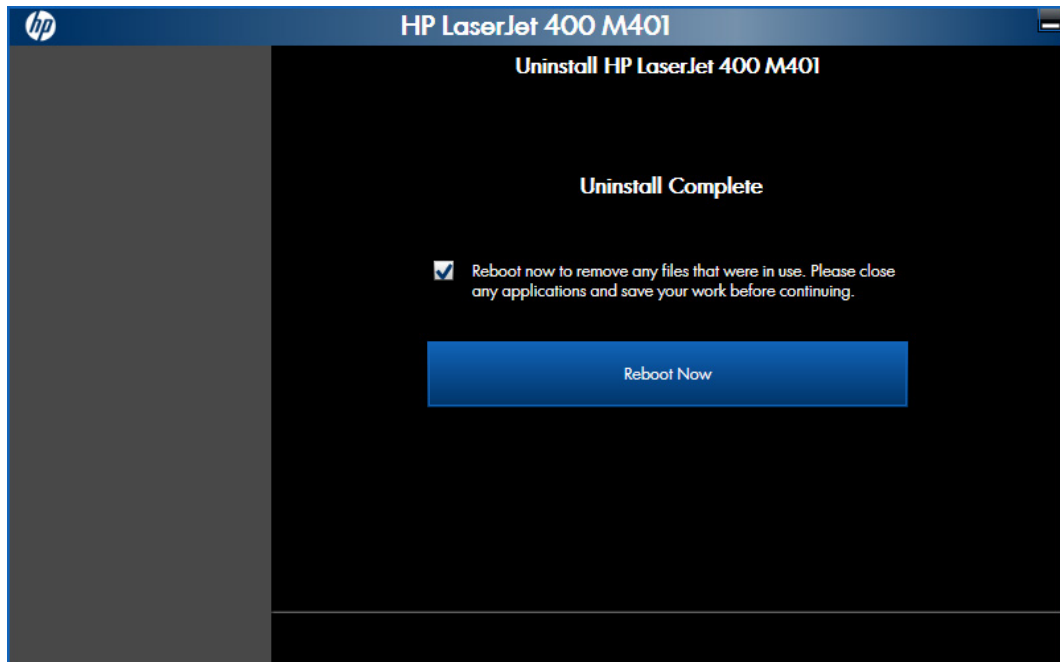 hp
HP LaserJet 400 M401
Uninstall HP LaserJet 400 M401
Uninstall Complete
Reboot now to remove any files that were in use. Please close
any applications and save your work before continuing.
Reboot Now